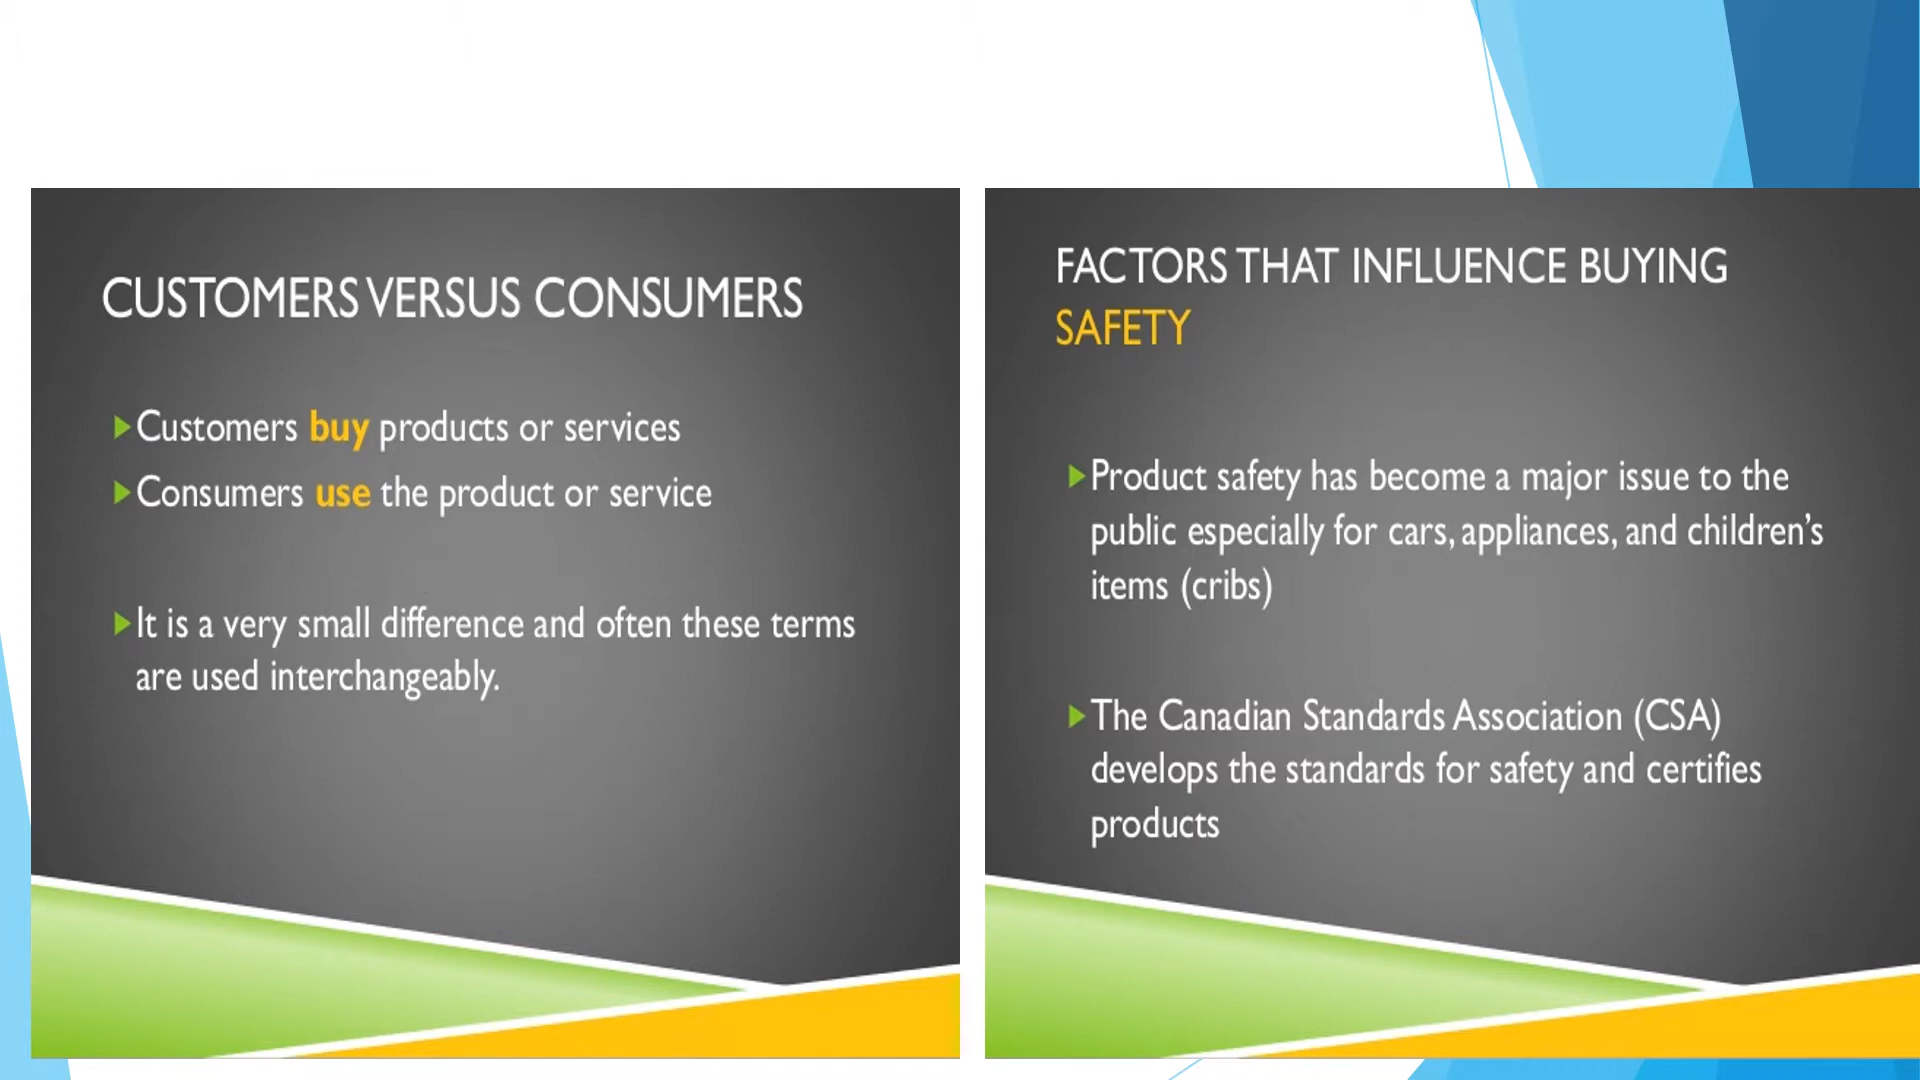 CUSTOMERS VERSUS CONSUMERS
Customers buy products or services
Consumers use the product or service
It is a very small difference and often these terms
are used interchangeably.
FACTORS THAT INFLUENCE BUYING
SAFETY
Product safety has become a major issue to the
public especially for cars, appliances, and children’s
items (cribs)
The Canadian Standards Association (CSA)
develops the standards for safety and certifies
products